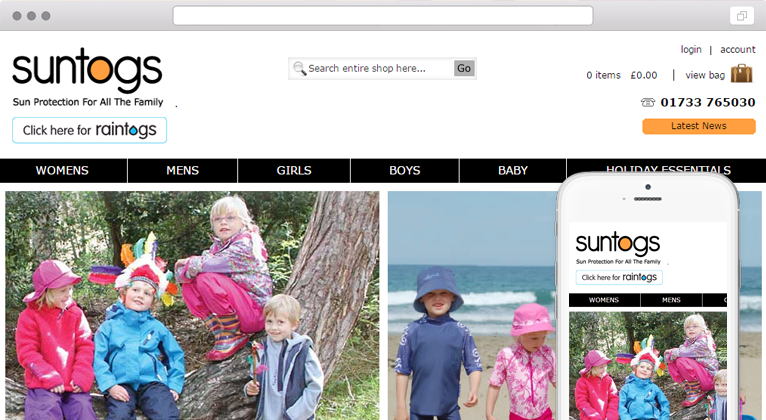 login | account
suntogs
Search entire shop here... Go
0 items £0.00 | view bag
Sun Protection For All The Family
01733 765030
Click here for raintogs
Latest News
WOMENS MENS GIRLS BOYS BABY HOLIDAY ESSENTIALS
suntogs
Sun Protection For All The Family
Click here for raintogs
WOMENS MENS